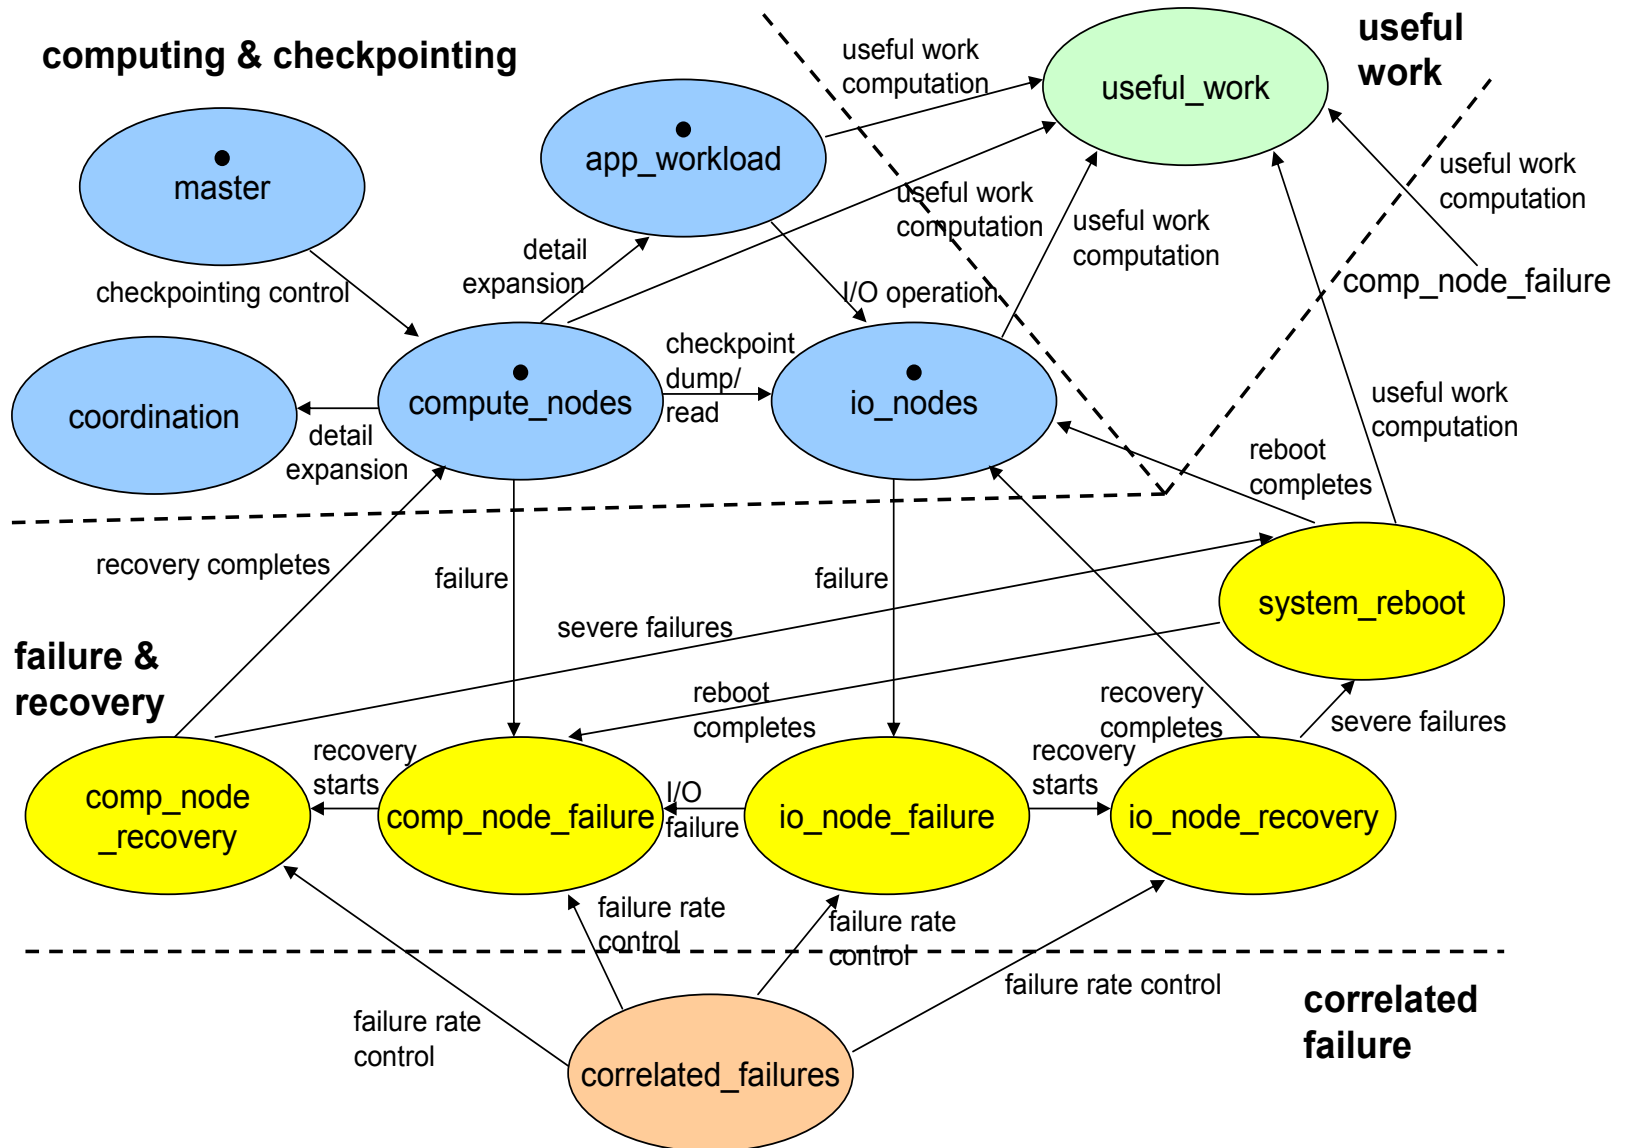 computing & checkpointing
useful
work
useful work
computation
useful_work
app_workload
master
useful work
computation
useful work
computation
useful work
computation
detail
expansion
checkpointing control
I/O operation
comp_node_failure
checkpoint
dump/
read
coordination
compute_nodes
io_nodes
useful work
computation
detail
expansion
reboot
completes
recovery completes
failure
failure
system_reboot
severe failures
failure &
recovery
reboot
completes
recovery
completes
severe failures
recovery
starts
recovery
starts
comp_node
_recovery
comp_node_failure
I/O
failure
io_node_failure
io_node_recovery
failure rate
control
failure rate
control
failure rate control
correlated
failure
failure rate
control
correlated_failures